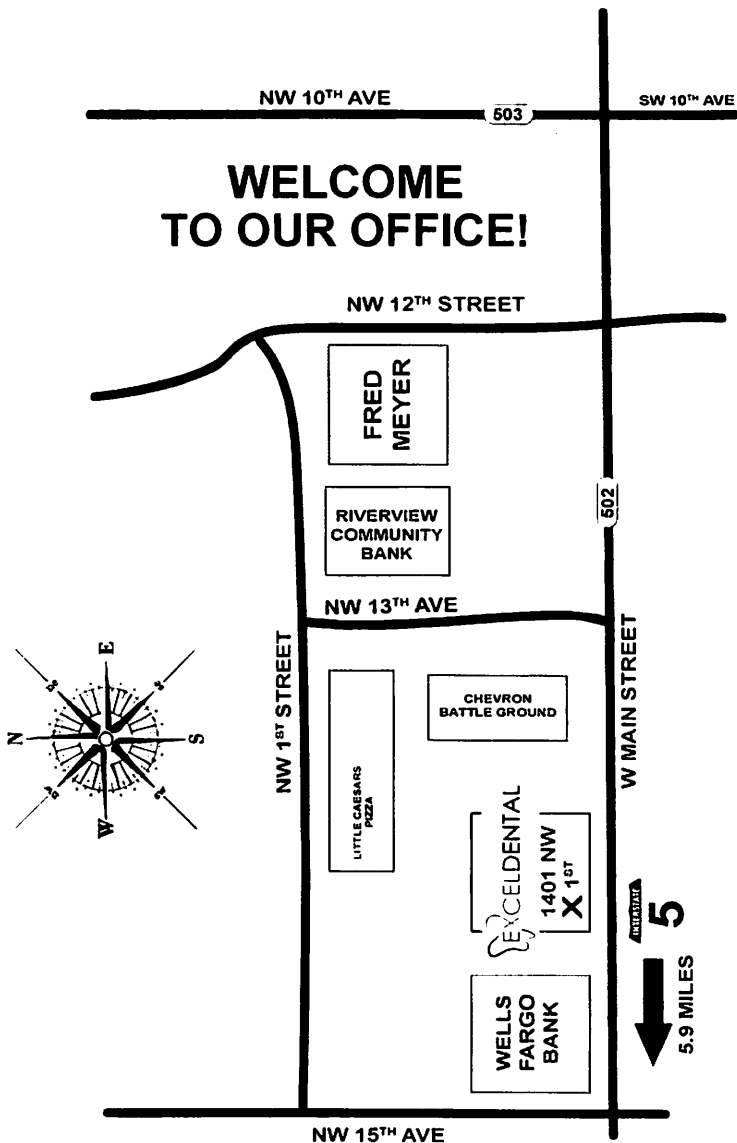 NW 10TH AVE
503
SW 10TH AVE
WELCOME
TO OUR OFFICE!
NW 12TH STREET
FRED
MEYER
502
RIVERVIEW
COMMUNITY
BANK
NW 13TH AVE
NW 1ST STREET
W MAIN STREET
E
N
S
W
CHEVRON
BATTLE GROUND
LITTLE CAESARS
PIZZA
EXCELDENTAL
1401 NW
X 1ST
INTERSTATE
5
5.9 MILES
WELLS
FARGO
BANK
NW 15TH AVE